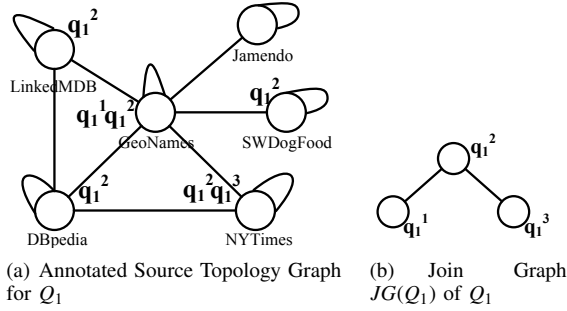 q₁²
Jamendo
LinkedMDB
q₁²
q₁¹q₁²
GeoNames
SWDogFood
q₁²
q₁²
q₁²q₁³
q₁¹
q₁³
DBpedia
NYTimes
(a) Annotated Source Topology Graph
for Q₁
(b) Join Graph
JG(Q₁) of Q₁